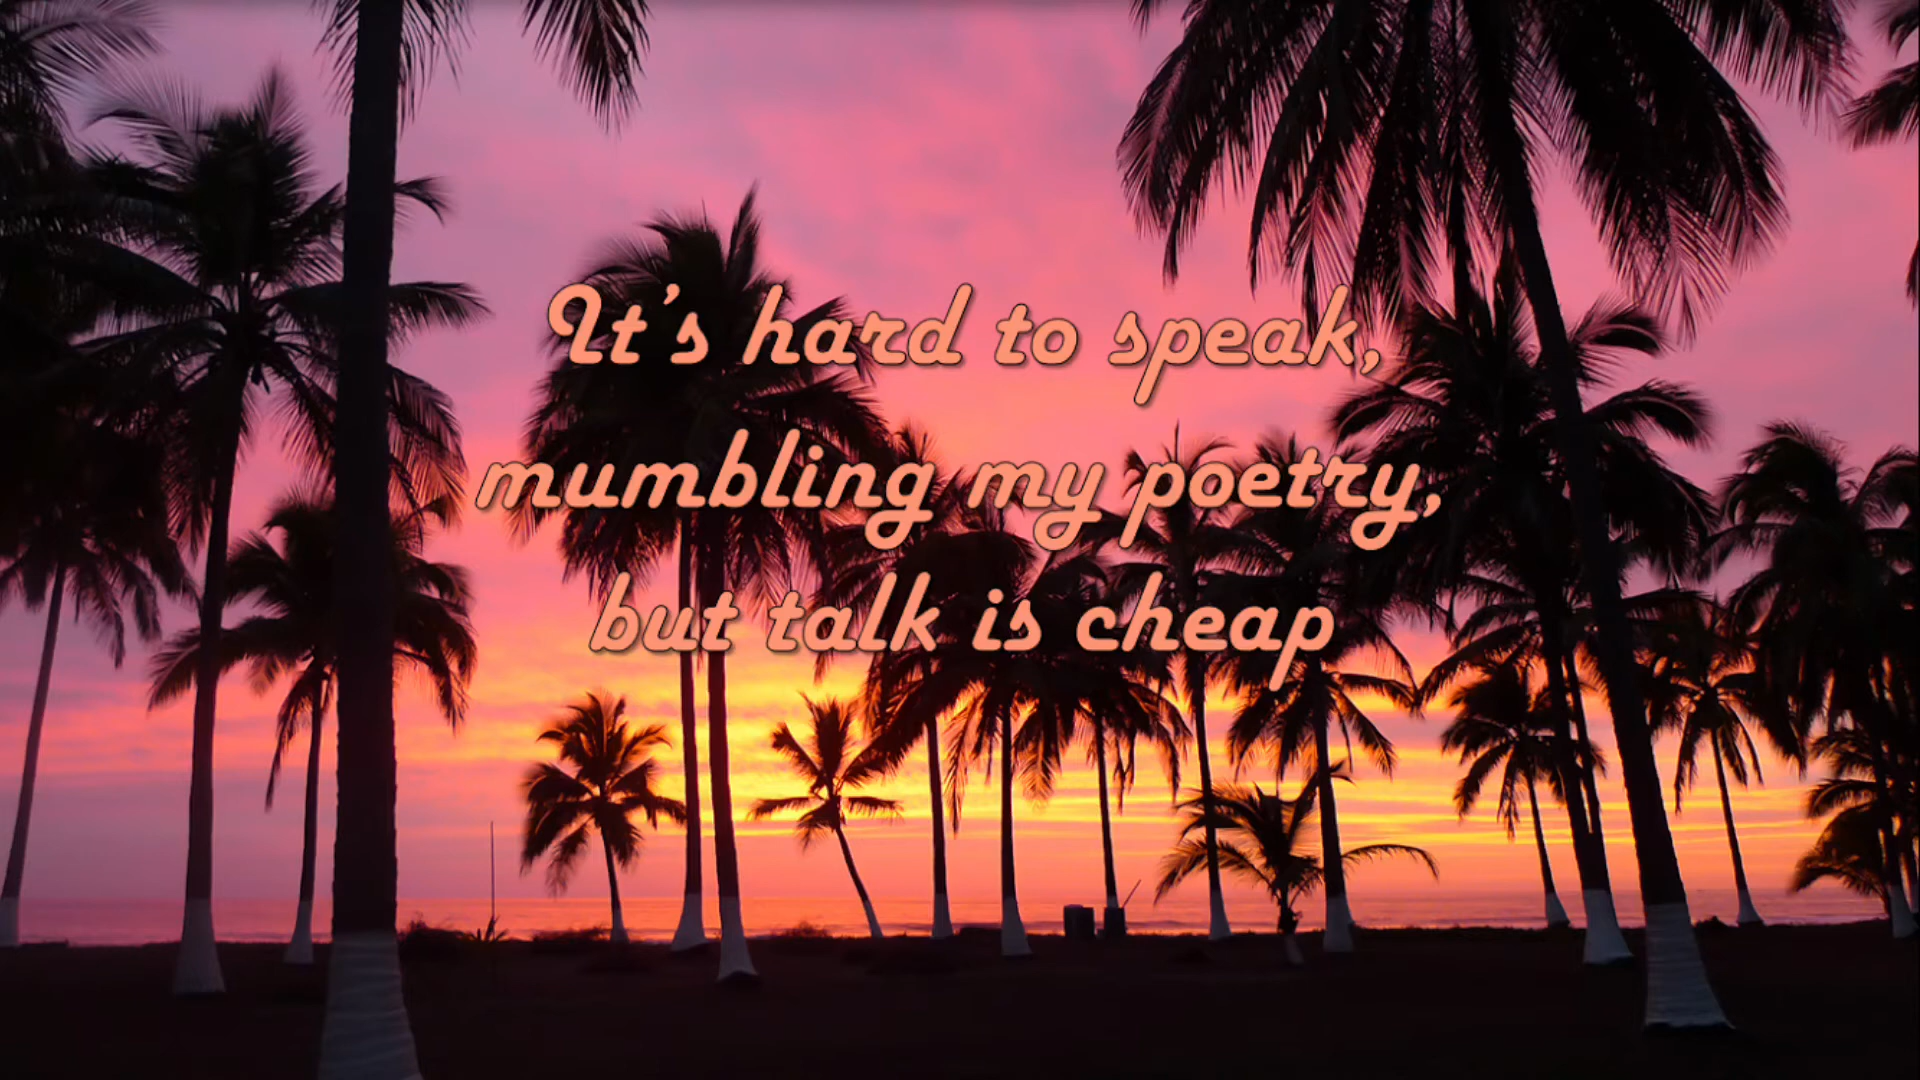 It's hard to speak,
mumbling my poetry,
but talk is cheap